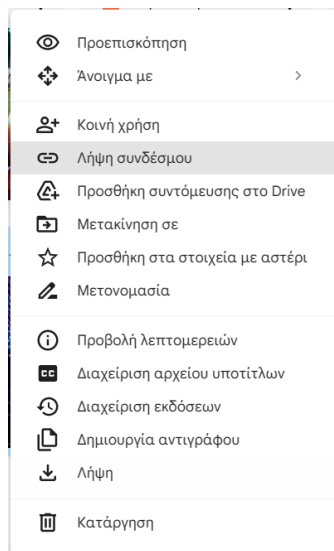 Προεπισκόπηση
Άνοιγμα με
Κοινή χρήση
Λήψη συνδέσμου
Προσθήκη συντόμευσης στο Drive
Μετακίνηση σε
Προσθήκη στα στοιχεία με αστέρι
Μετονομασία
Προβολή λεπτομερειών
CC Διαχείριση αρχείου υποτίτλων
Διαχείριση εκδόσεων
Δημιουργία αντιγράφου
Λήψη
Κατάργηση